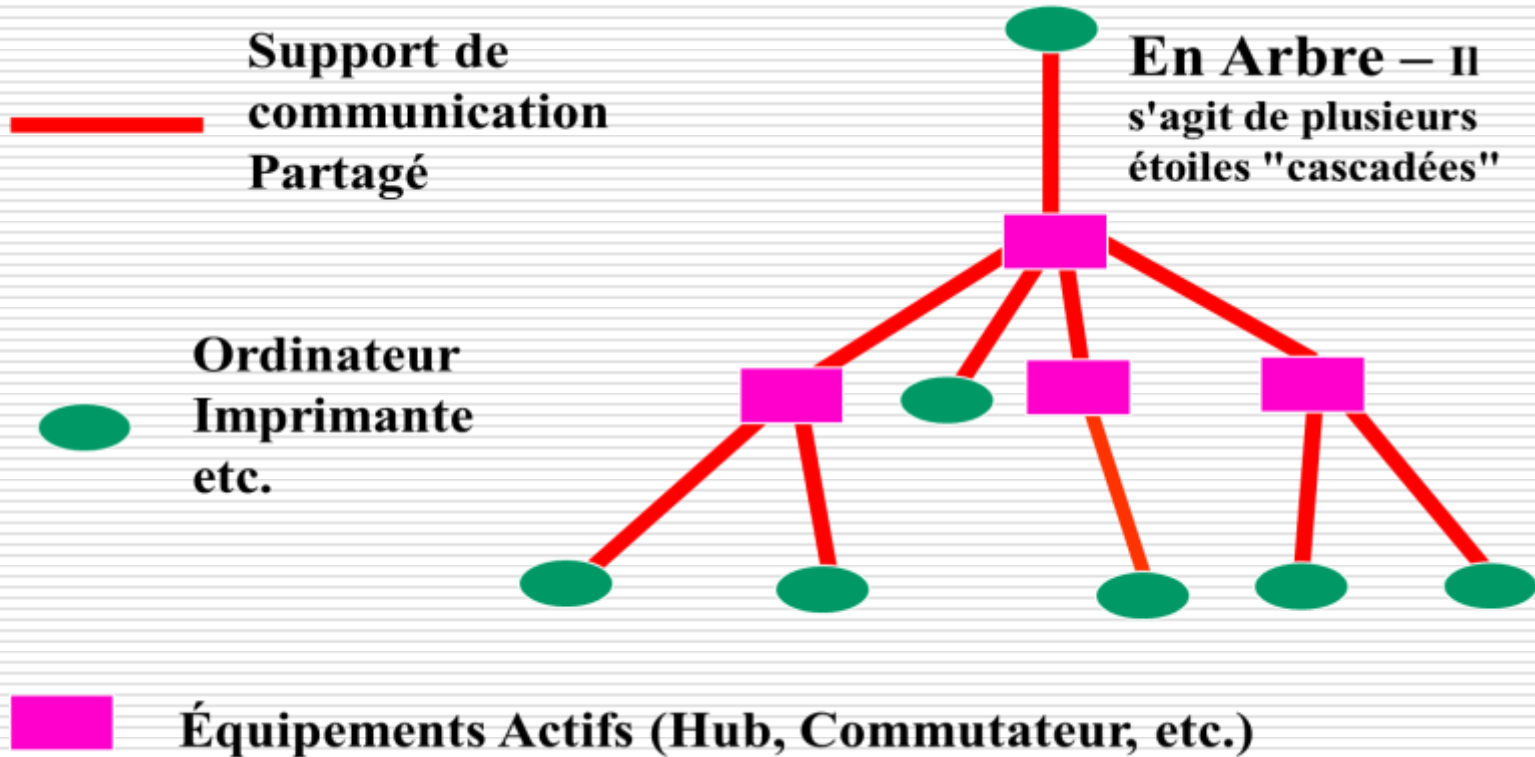 Support de
communication
Partagé
En Arbre – Il
s'agit de plusieurs
étoiles "cascadées"
Ordinateur
Imprimante
etc.
Équipements Actifs (Hub, Commutateur, etc.)